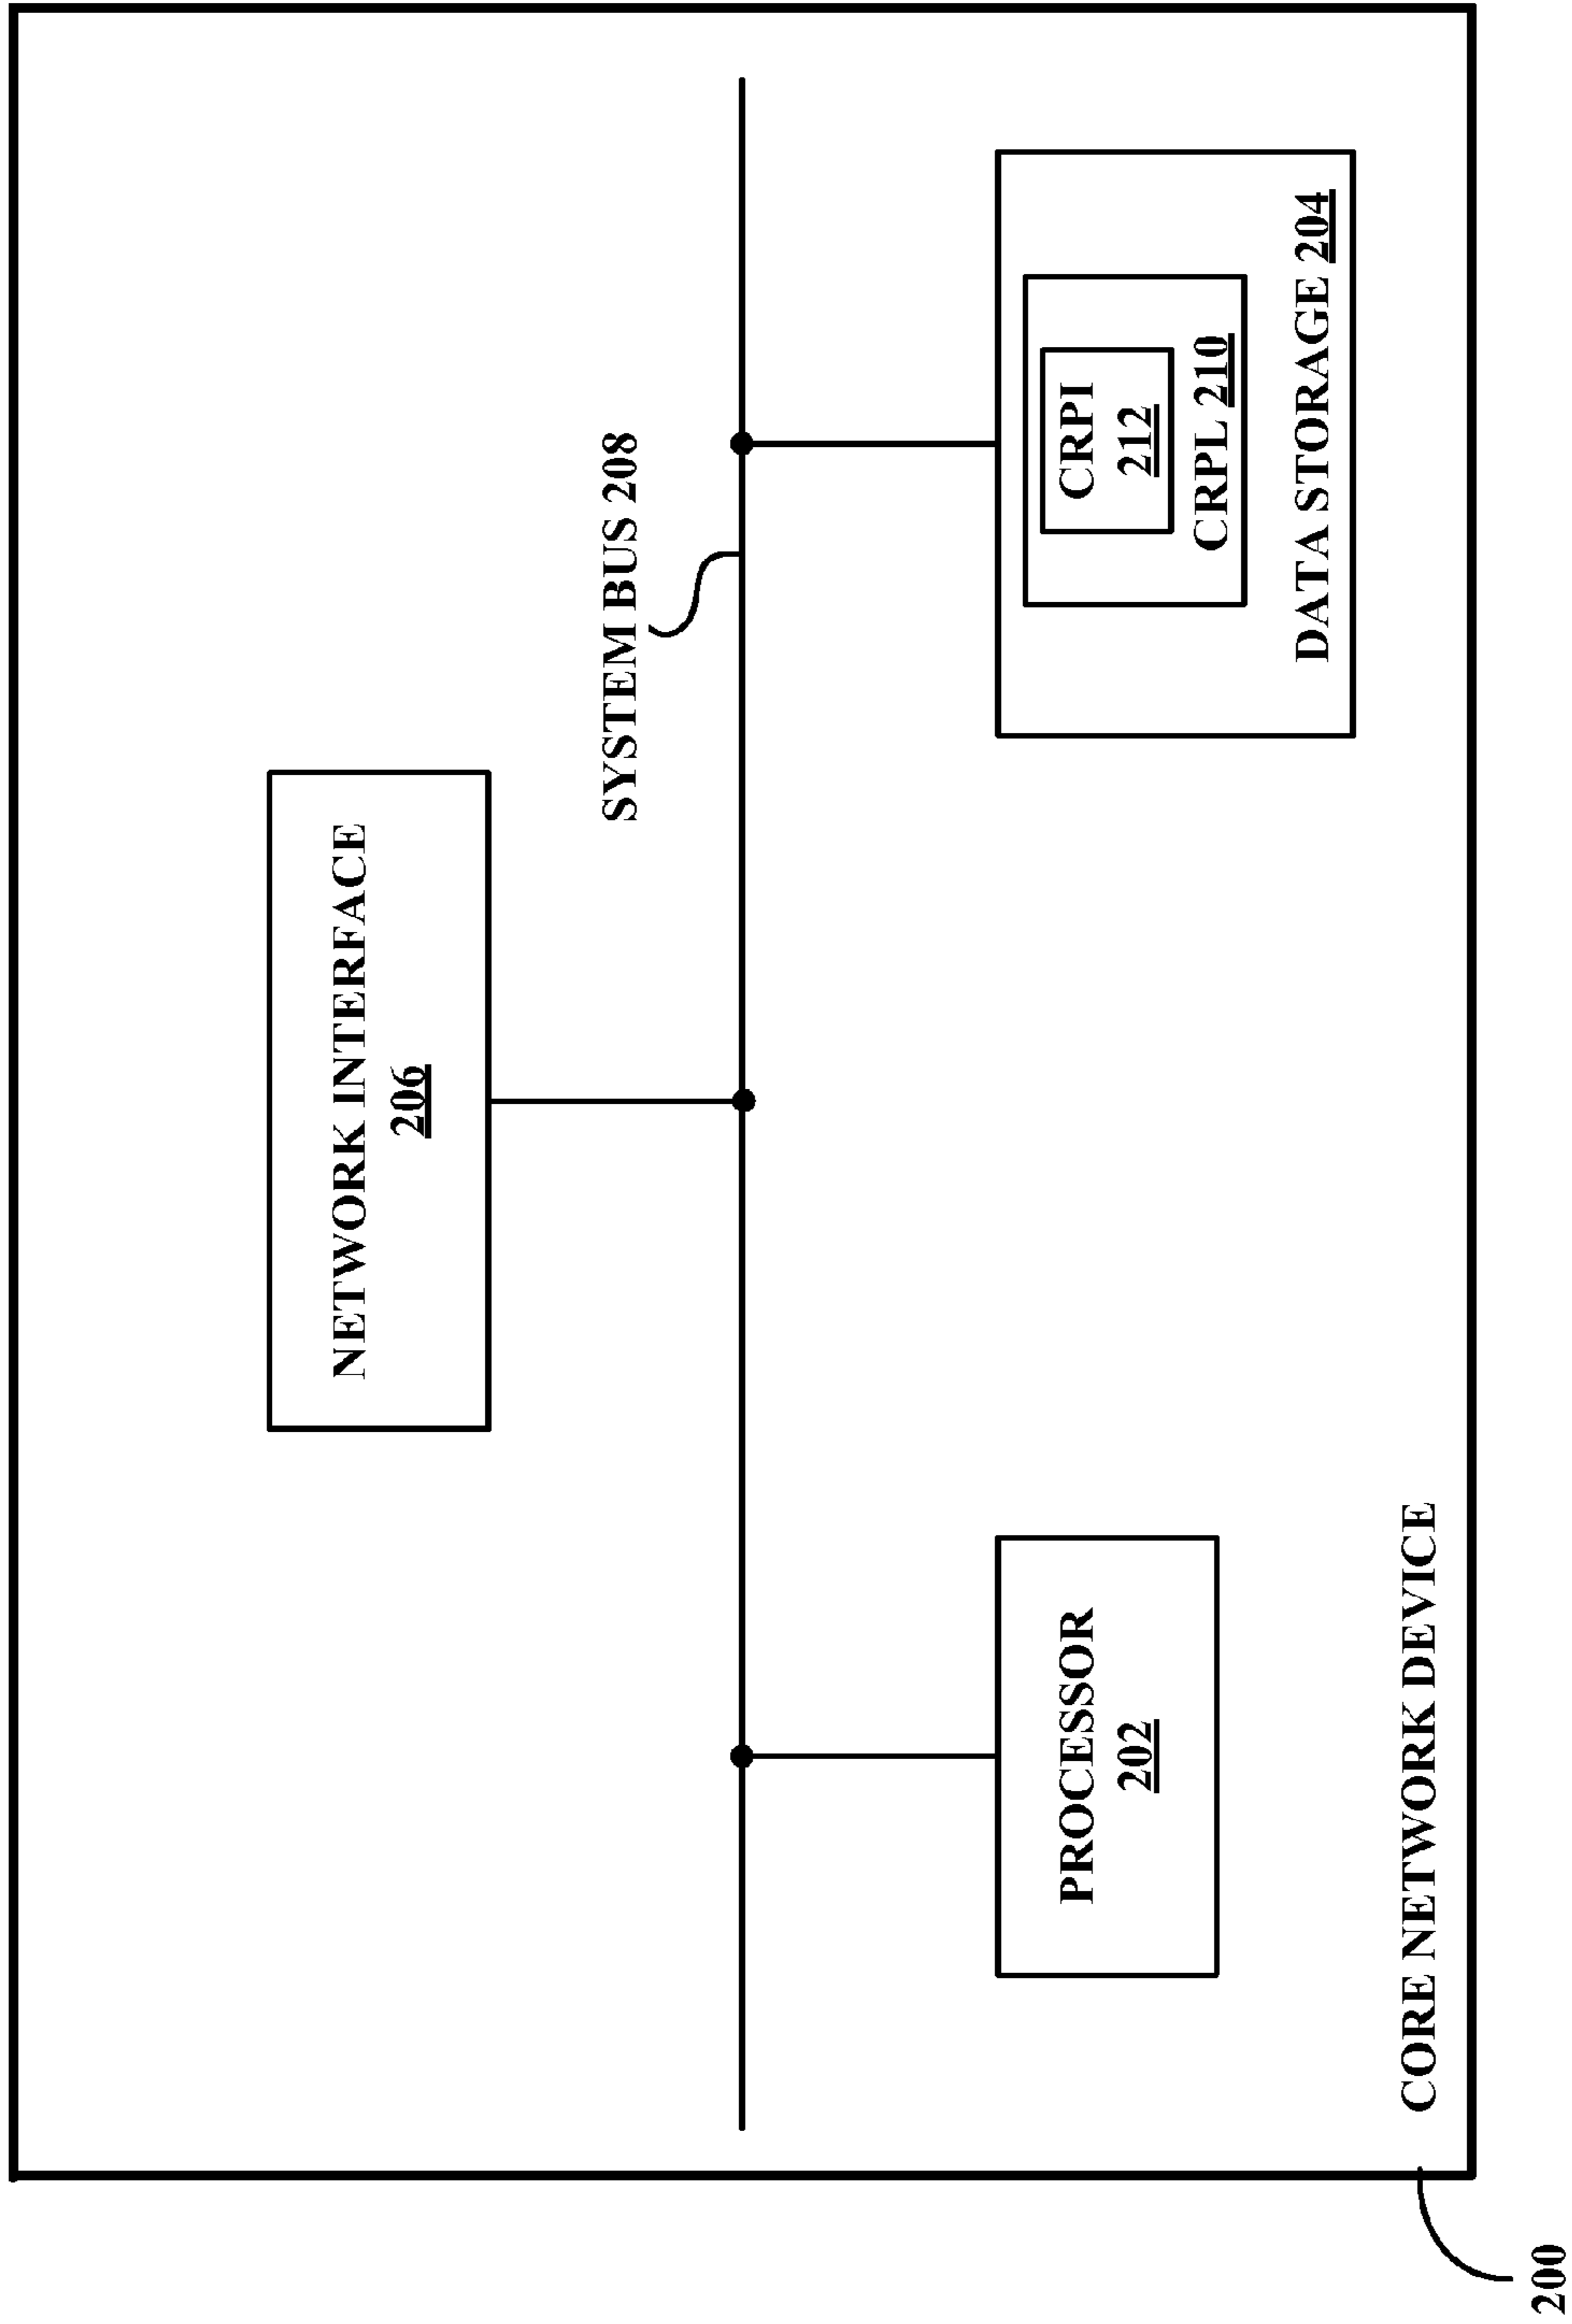 NETWORK INTERFACE
206
SYSTEM BUS 208
PROCESSOR
202
CRPI
212
CRPL 210
DATA STORAGE 204
CORE NETWORK DEVICE
200